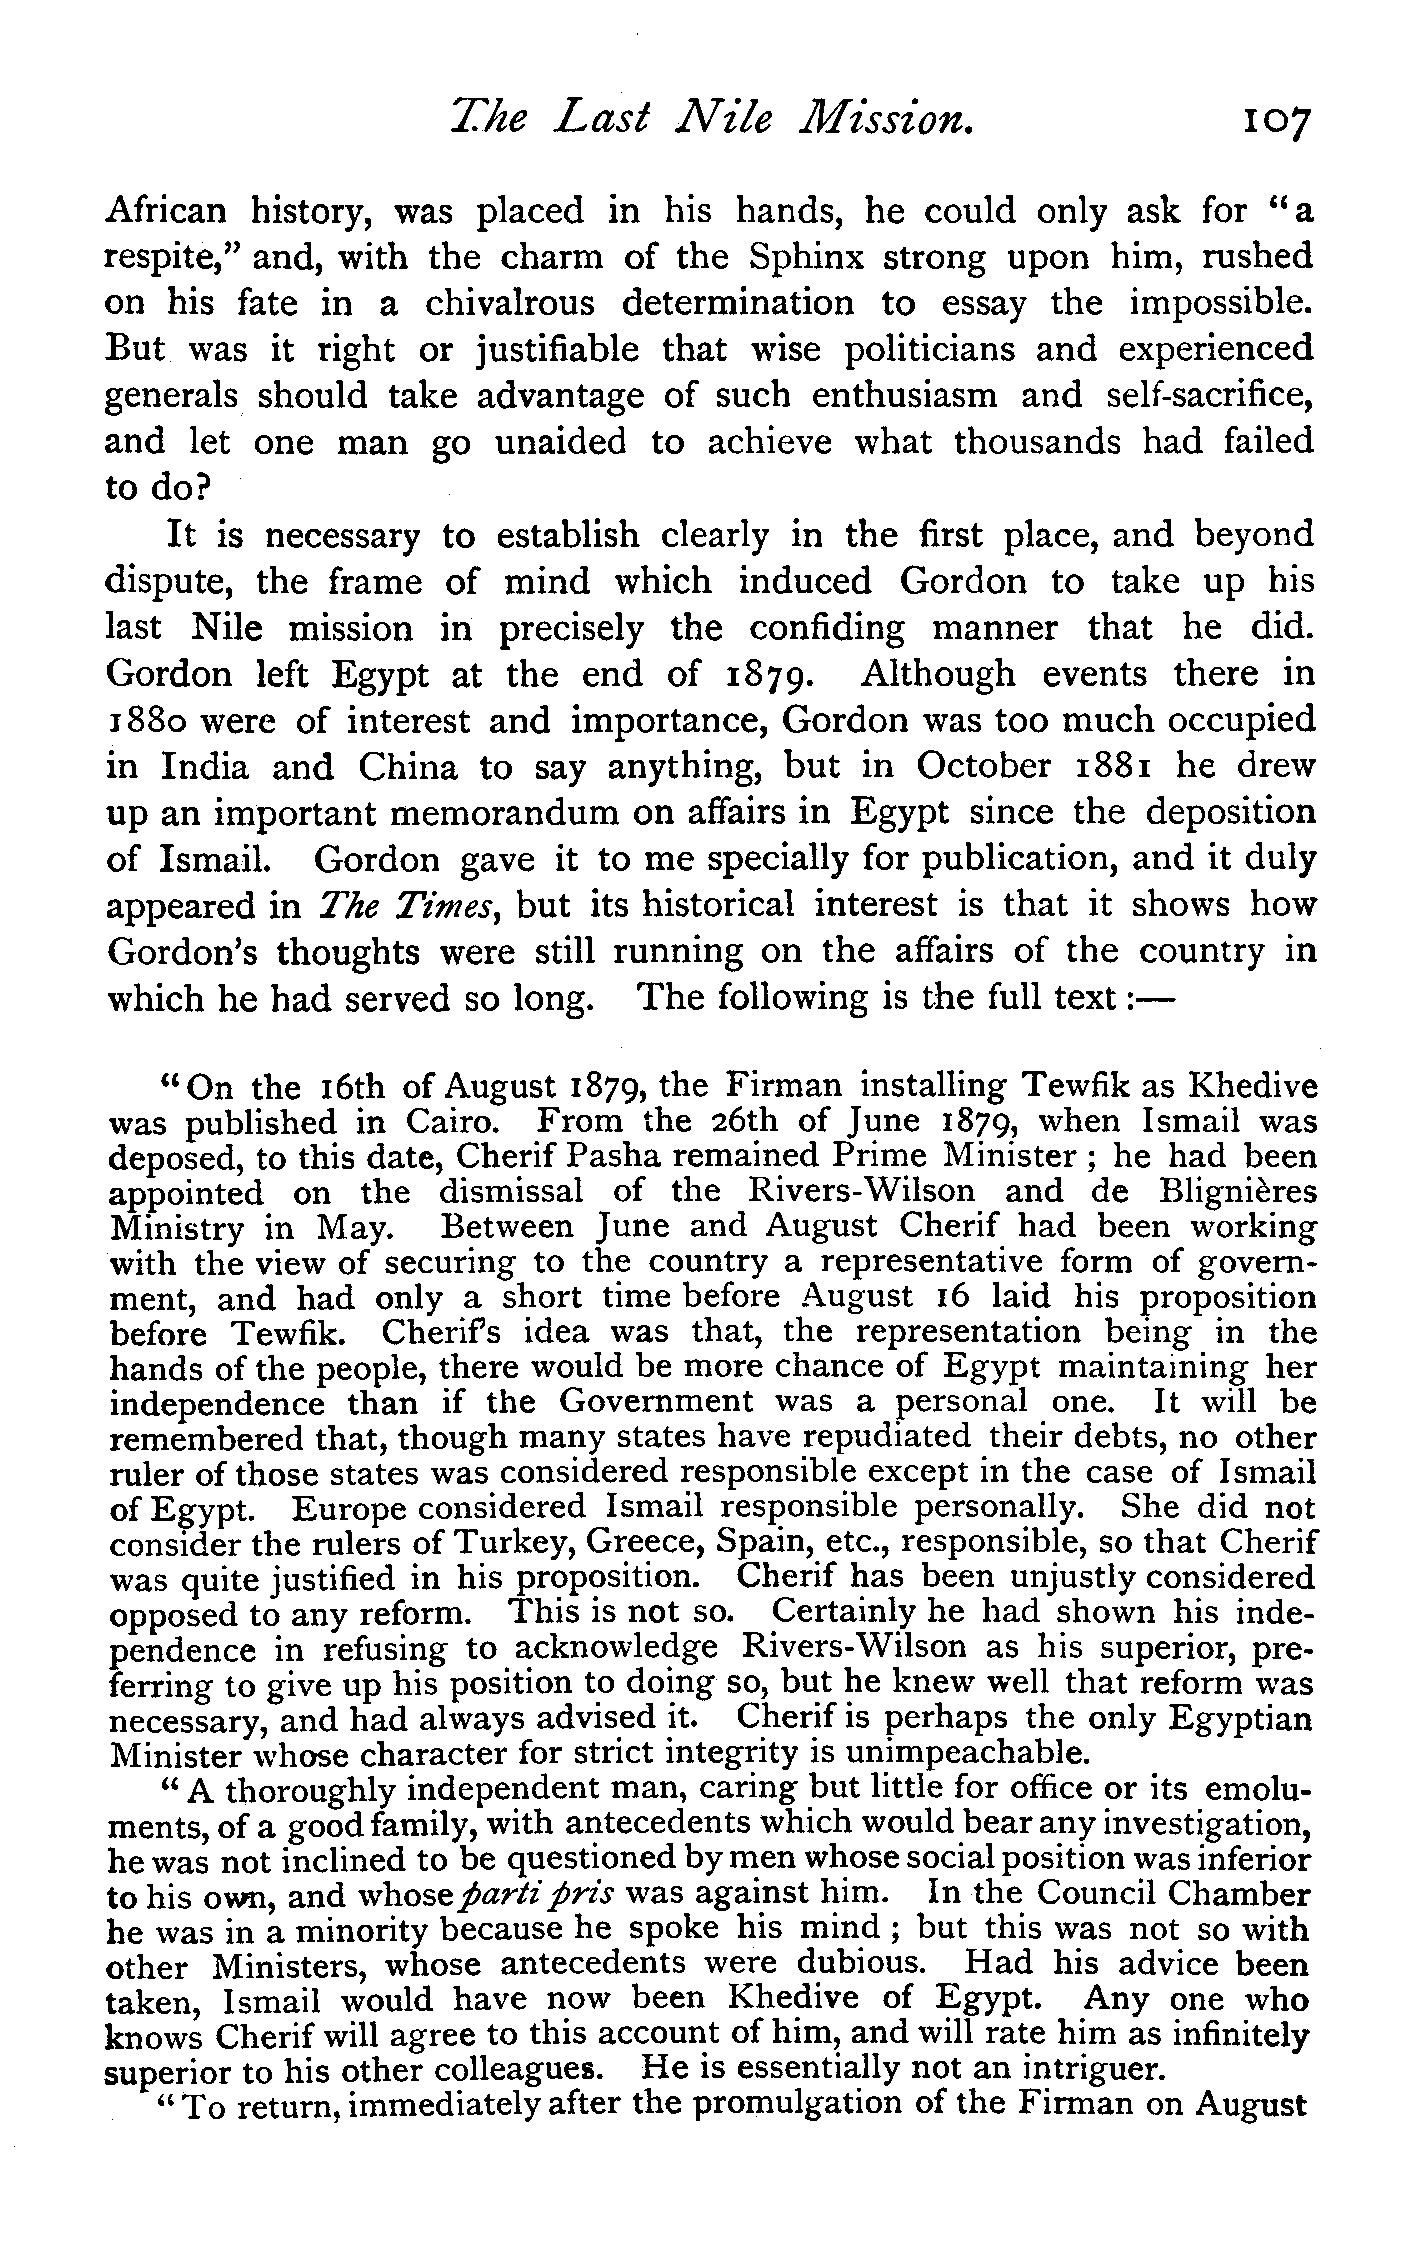 The Last Nile Mission. 107
African history, was placed in his hands, he could only ask for “a
respite,” and, with the charm of the Sphinx strong upon him, rushed
on his fate in a chivalrous determination to essay the impossible.
But was it right or justifiable that wise politicians and experienced
generals should take advantage of such enthusiasm and self-sacrifice,
and let one man go unaided to achieve what thousands had failed
to do?
It is necessary to establish clearly in the first place, and beyond
dispute, the frame of mind which induced Gordon to take up his
last Nile mission in precisely the confiding manner that he did.
Gordon left Egypt at the end of 1879. Although events there in
1880 were of interest and importance, Gordon was too much occupied
in India and China to say anything, but in October 1881 he drew
up an important memorandum on affairs in Egypt since the deposition
of Ismail. Gordon gave it to me specially for publication, and it duly
appeared in The Times, but its historical interest is that it shows how
Gordon’s thoughts were still running on the affairs of the country in
which he had served so long. The following is the full text :—
“On the 16th of August 1879, the Firman installing Tewfik as Khedive
was published in Cairo. From the 26th of June 1879, when Ismail was
deposed, to this date, Cherif Pasha remained Prime Minister ; he had been
appointed on the dismissal of the Rivers-Wilson and de Blignières
Ministry in May. Between June and August Cherif had been working
with the view of securing to the country a representative form of govern-
ment, and had only a short time before August 16 laid his proposition
before Tewfik. Cherif’s idea was that, the representation being in the
hands of the people, there would be more chance of Egypt maintaining her
independence than if the Government was a personal one. It will be
remembered that, though many states have repudiated their debts, no other
ruler of those states was considered responsible except in the case of Ismail
of Egypt. Europe considered Ismail responsible personally. She did not
consider the rulers of Turkey, Greece, Spain, etc., responsible, so that Cherif
was quite justified in his proposition. Cherif has been unjustly considered
opposed to any reform. This is not so. Certainly he had shown his inde-
pendence in refusing to acknowledge Rivers-Wilson as his superior, pre-
ferring to give up his position to doing so, but he knew well that reform was
necessary, and had always advised it. Cherif is perhaps the only Egyptian
Minister whose character for strict integrity is unimpeachable.
“A thoroughly independent man, caring but little for office or its emolu-
ments, of a good family, with antecedents which would bear any investigation,
he was not inclined to be questioned by men whose social position was inferior
to his own, and whose parti pris was against him. In the Council Chamber
he was in a minority because he spoke his mind ; but this was not so with
other Ministers, whose antecedents were dubious. Had his advice been
taken, Ismail would have now been Khedive of Egypt. Any one who
knows Cherif will agree to this account of him, and will rate him as infinitely
superior to his other colleagues. He is essentially not an intriguer.
“To return, immediately after the promulgation of the Firman on August